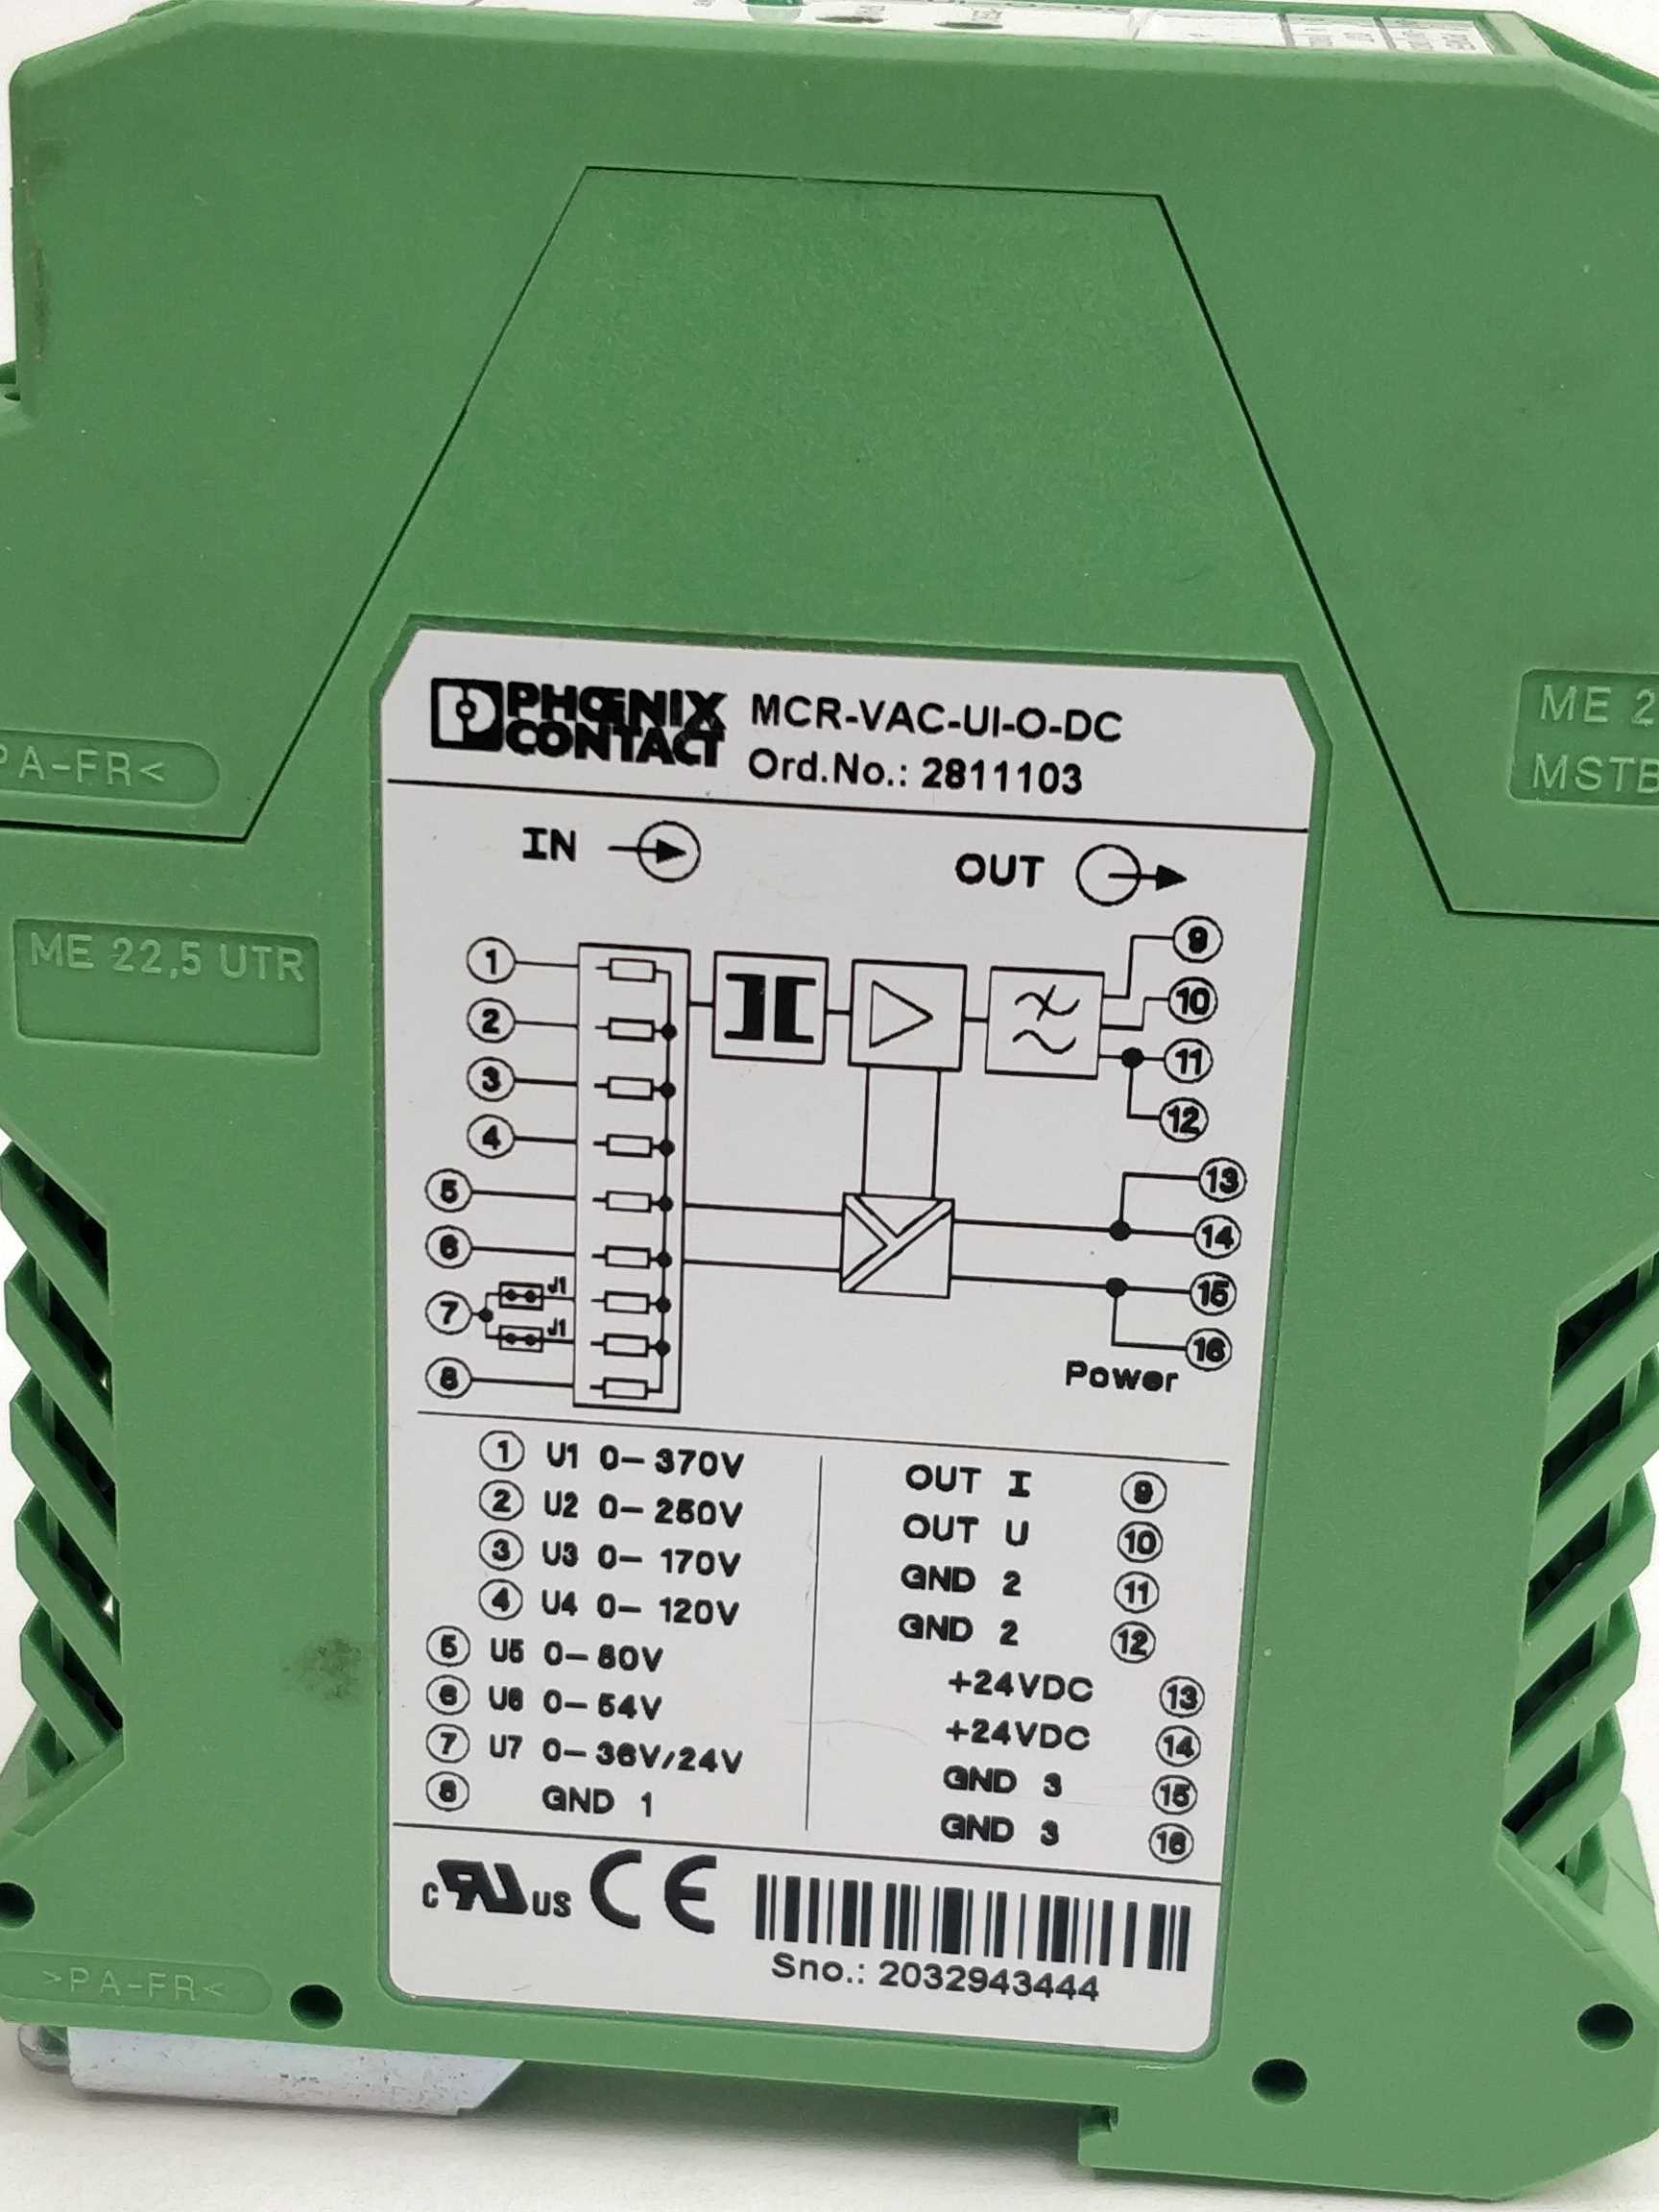 PHŒNIX CONTACT
MCR-VAC-UI-O-DC
Ord.No.: 2811103
PA-FR<
ME 2
MSTB
ME 22,5 UTR
IN
OUT
1
2
3
4
5
6
7
8
J1
J1
9
10
11
12
13
14
15
16
Power
1 U1 0-370V
2 U2 0-250V
3 U3 0-170V
4 U4 0-120V
5 U5 0-80V
6 U6 0-54V
7 U7 0-36V/24V
8 GND 1
OUT I 9
OUT U 10
GND 2 11
GND 2 12
+24VDC 13
+24VDC 14
GND 3 15
GND 3 16
c RU US CE
Sno.: 2032943444
>PA-FR<